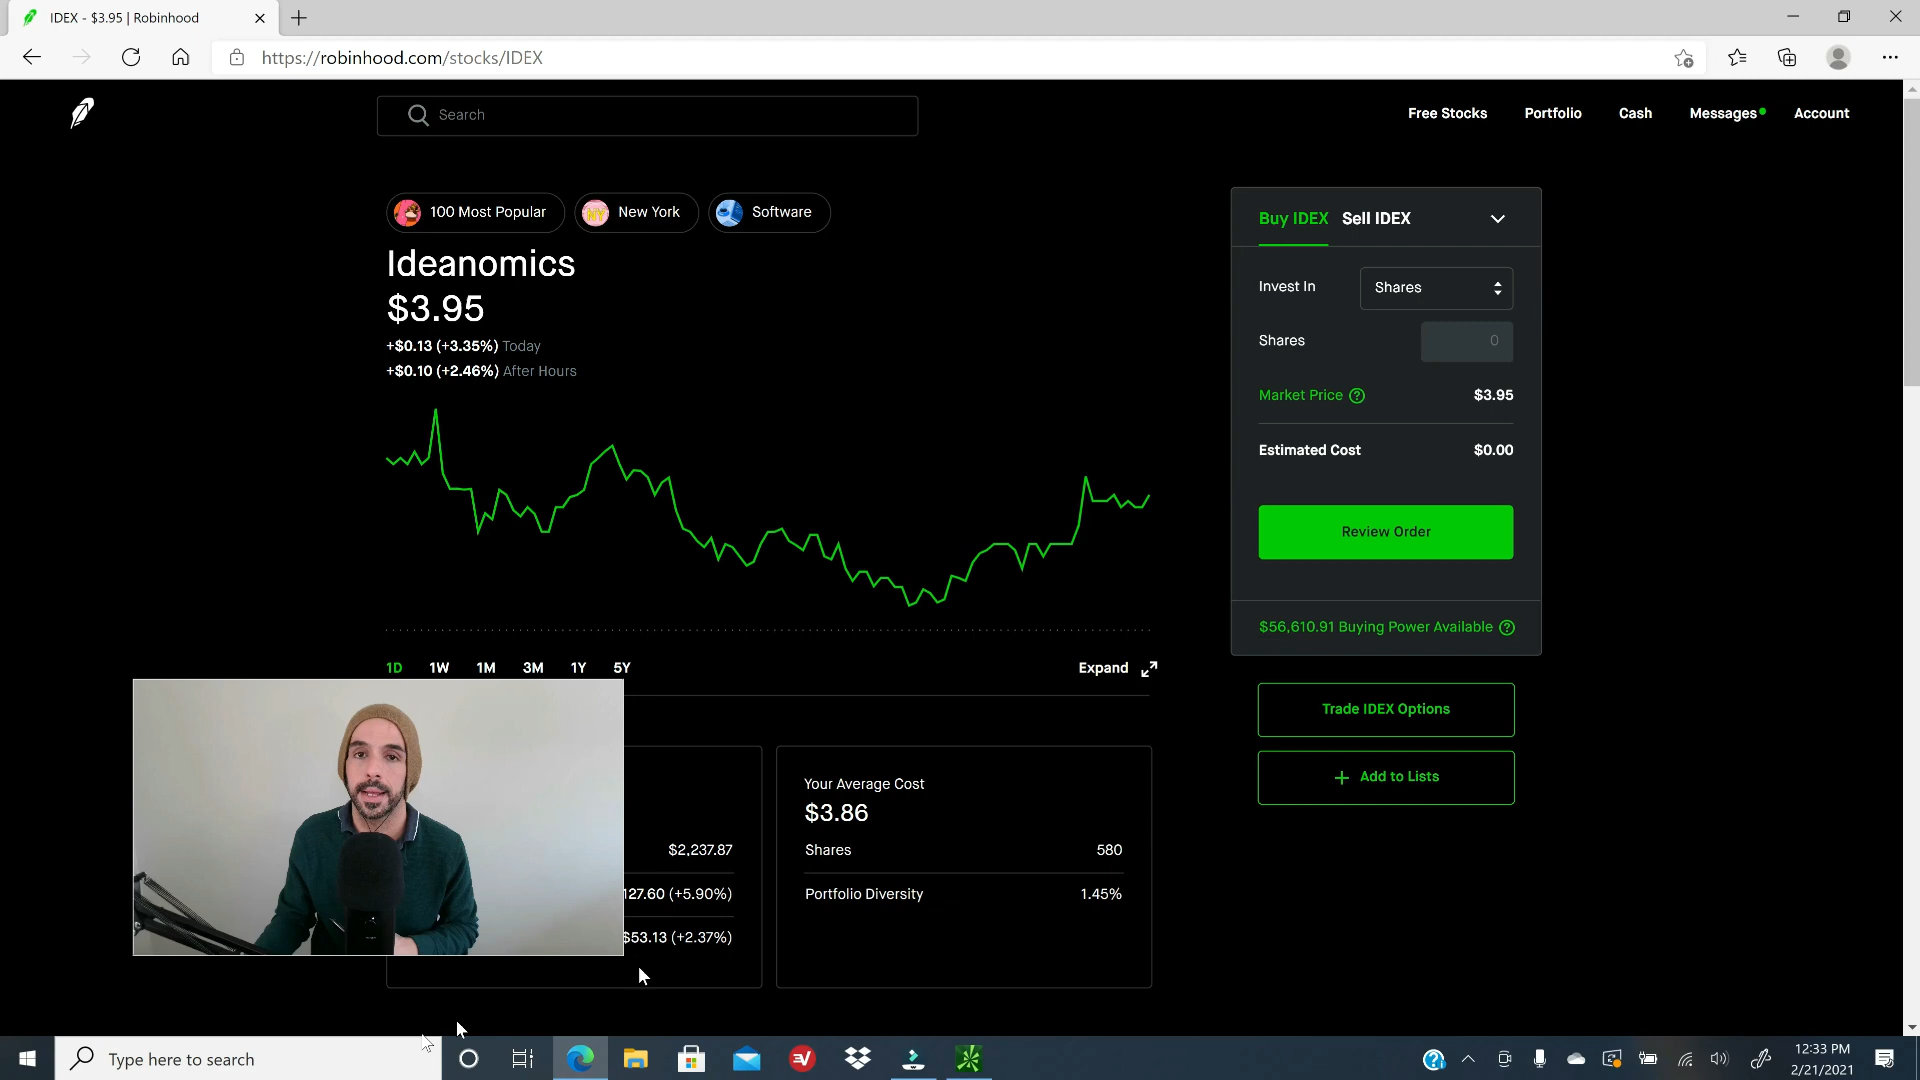 IDEX - $3.95 | Robinhood
https://robinhood.com/stocks/IDEX
Search
Free Stocks
Portfolio
Cash
Messages
Account
100 Most Popular
NY
New York
Software
Ideanomics
$3.95
+$0.13 (+3.35%) Today
+$0.10 (+2.46%) After Hours
1D
1W
1M
3M
1Y
5Y
Expand
Buy IDEX
Sell IDEX
Invest In
Shares
Shares
0
Market Price
$3.95
Estimated Cost
$0.00
Review Order
$56,610.91 Buying Power Available
Trade IDEX Options
Add to Lists
$2,237.87
127.60 (+5.90%)
$53.13 (+2.37%)
Your Average Cost
$3.86
Shares
580
Portfolio Diversity
1.45%
Type here to search
12:33 PM
2/21/2021